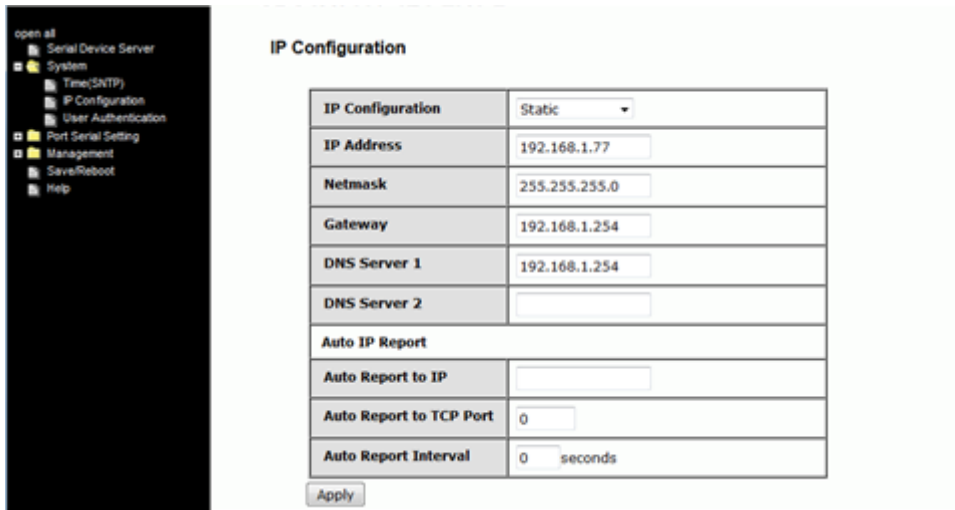 open all
Serial Device Server
System
Time(SNTP)
IP Configuration
User Authentication
Port Serial Setting
Management
Save/Reboot
Help
IP Configuration
IP Configuration Static
IP Address 192.168.1.77
Netmask 255.255.255.0
Gateway 192.168.1.254
DNS Server 1 192.168.1.254
DNS Server 2
Auto IP Report
Auto Report to IP
Auto Report to TCP Port 0
Auto Report Interval 0 seconds
Apply